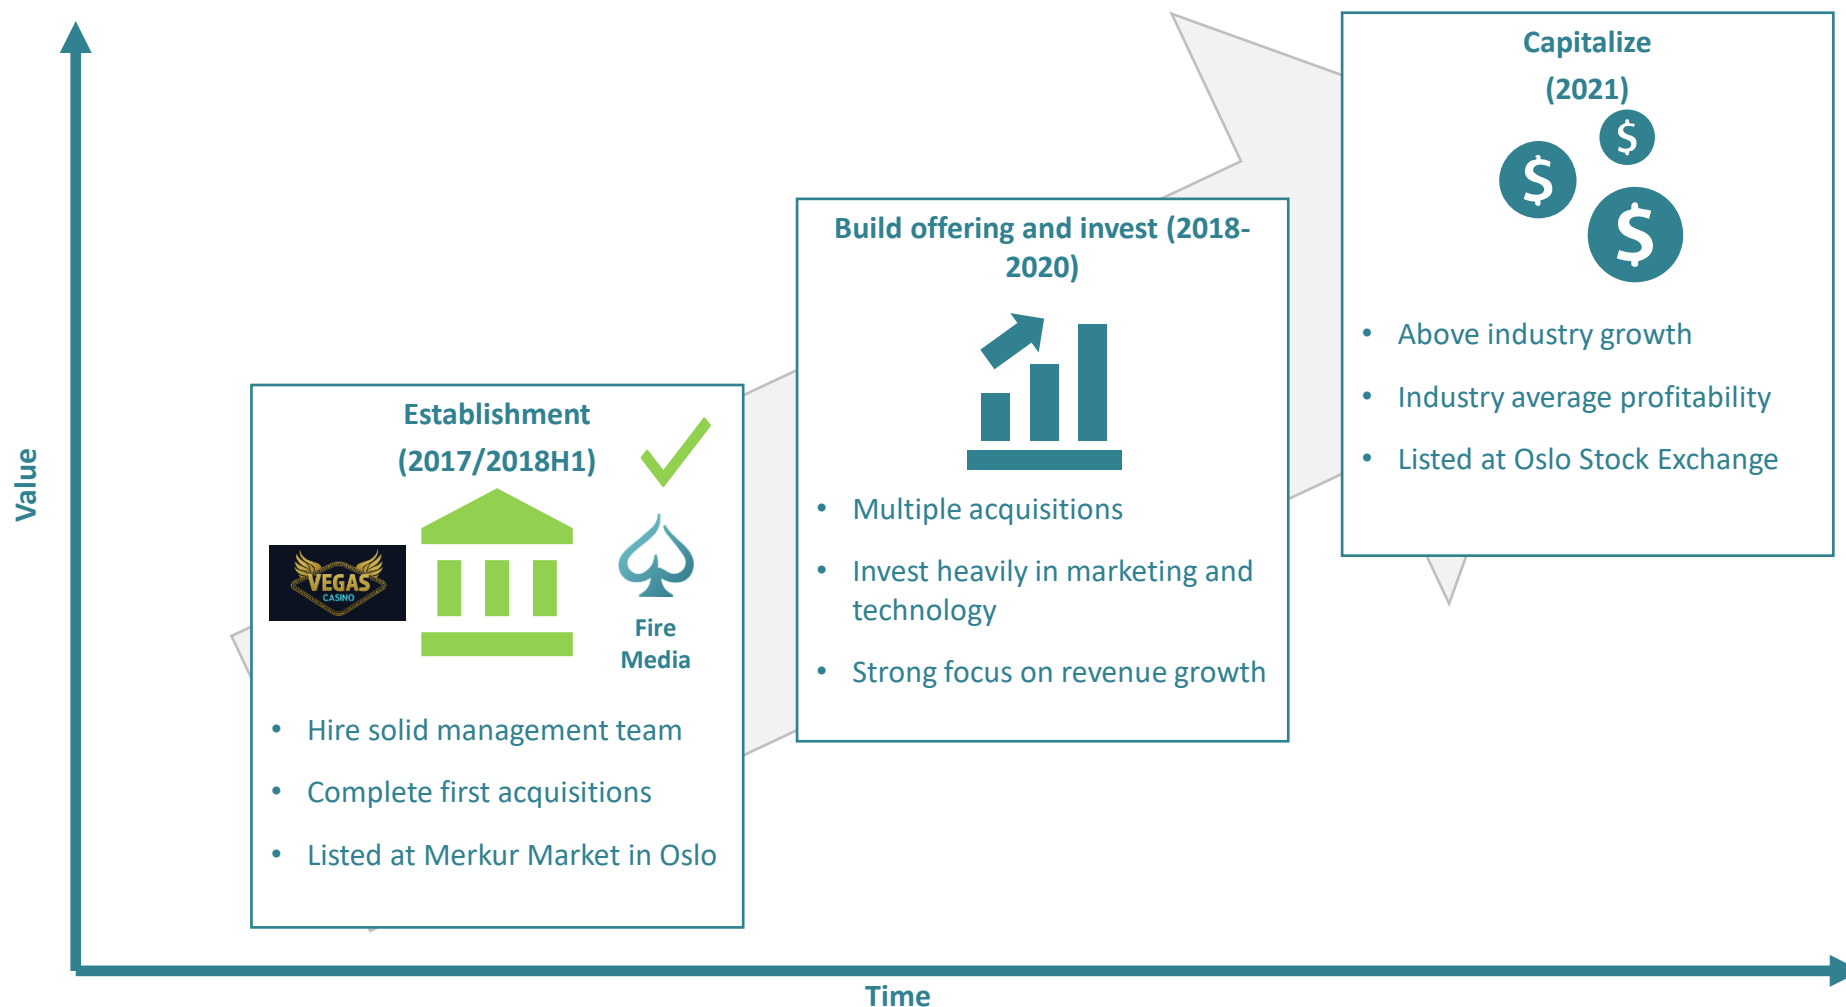 Value
Establishment
(2017/2018H1)
VEGAS
CASINO
Fire
Media
• Hire solid management team
• Complete first acquisitions
• Listed at Merkur Market in Oslo
Build offering and invest (2018-
2020)
• Multiple acquisitions
• Invest heavily in marketing and
technology
• Strong focus on revenue growth
Capitalize
(2021)
$
$
$
• Above industry growth
• Industry average profitability
• Listed at Oslo Stock Exchange
Time